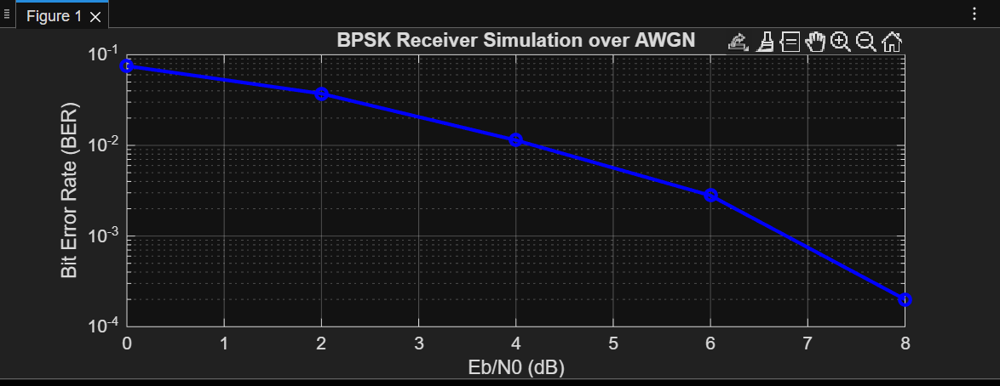 Figure 1
BPSK Receiver Simulation over AWGN
10-1
10-2
10-3
10-4
Bit Error Rate (BER)
0 1 2 3 4 5 6 7 8
Eb/N0 (dB)